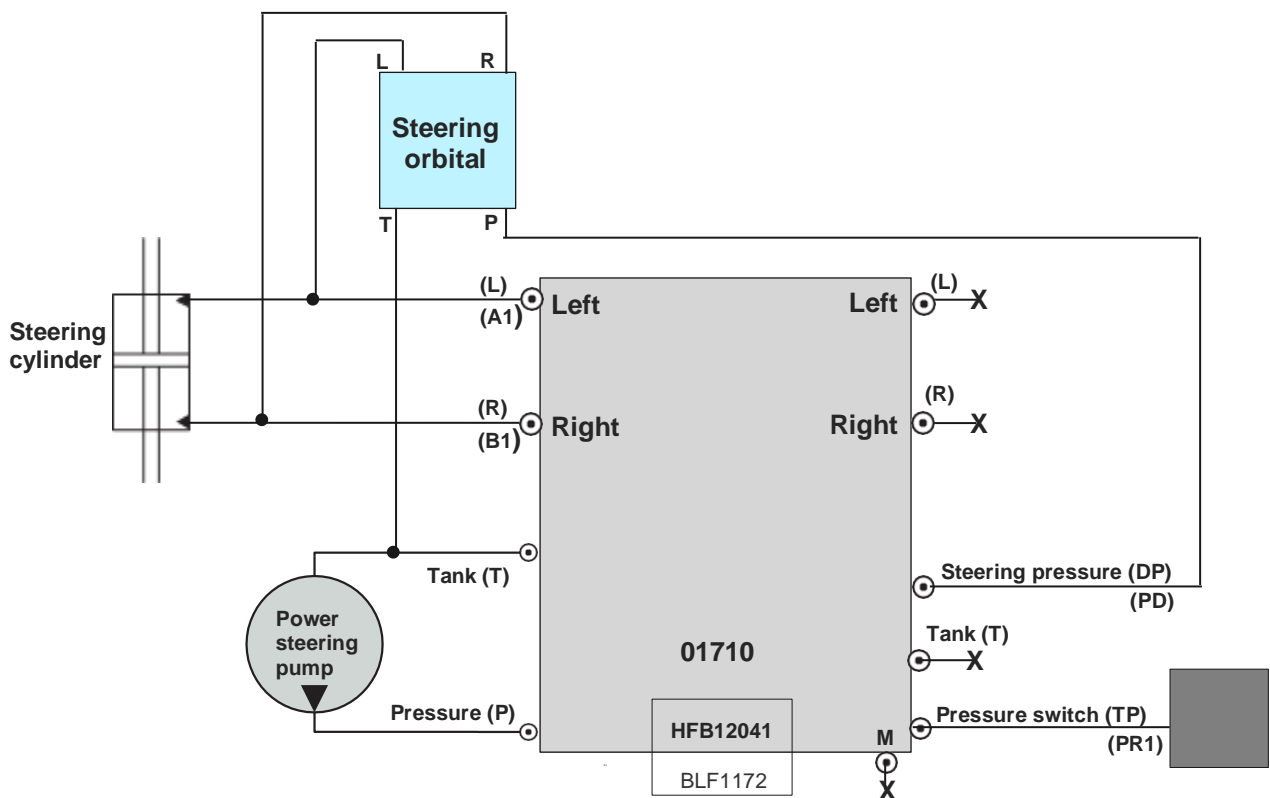 L
R
Steering
orbital
T
P
(L)
(A1)
Left
Left
(L)
X
Steering
cylinder
(R)
(B1)
Right
Right
(R)
X
Tank (T)
Steering pressure (DP)
(PD)
Power
steering
pump
01710
Tank (T)
X
Pressure (P)
HFB12041
M
Pressure switch (TP)
(PR1)
BLF1172
X